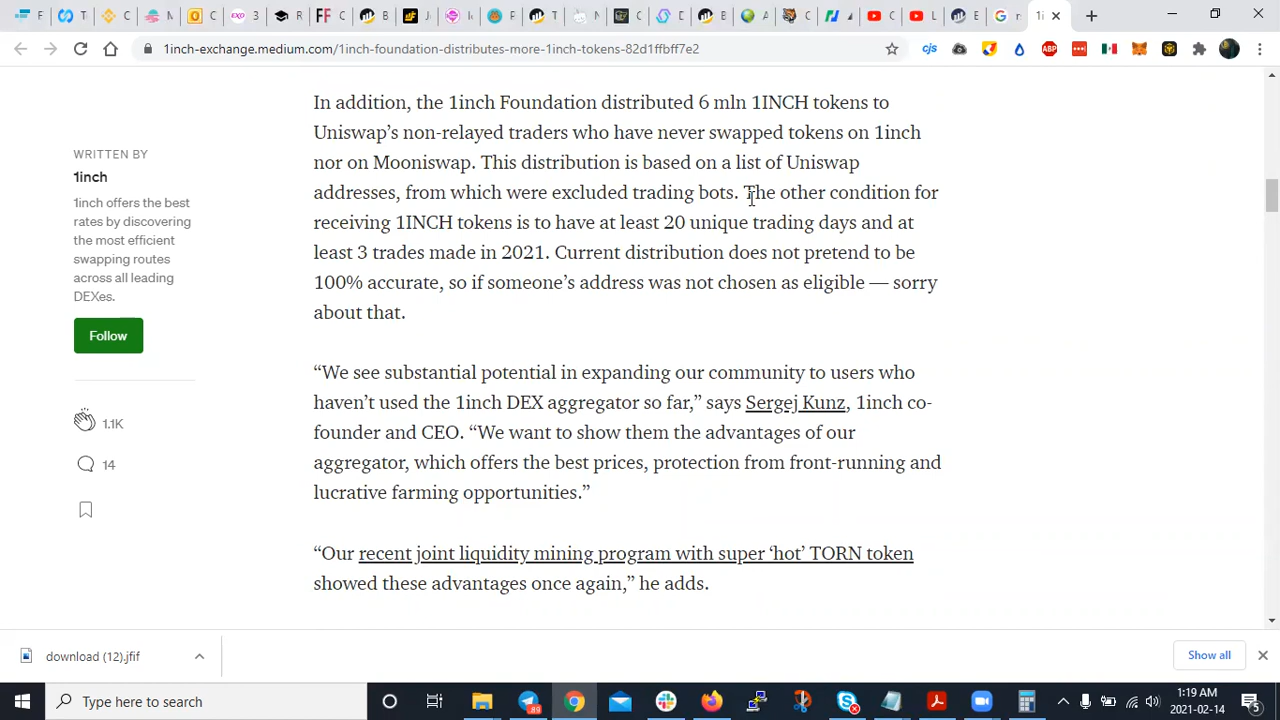 T
C
C
O
C
3
R
C
B
J
I
P
T
N
C
D
B
A
C
A
C
L
E
r
1i
1inch-exchange.medium.com/1inch-foundation-distributes-more-1inch-tokens-82d1ffbff7e2
cjs
ABP
WRITTEN BY
1inch
1inch offers the best
rates by discovering
the most efficient
swapping routes
across all leading
DEXes.
Follow
1.1K
14
In addition, the 1inch Foundation distributed 6 mln 1INCH tokens to
Uniswap’s non-relayed traders who have never swapped tokens on 1inch
nor on Mooniswap. This distribution is based on a list of Uniswap
addresses, from which were excluded trading bots. The other condition for
receiving 1INCH tokens is to have at least 20 unique trading days and at
least 3 trades made in 2021. Current distribution does not pretend to be
100% accurate, so if someone’s address was not chosen as eligible — sorry
about that.
“We see substantial potential in expanding our community to users who
haven’t used the 1inch DEX aggregator so far,” says Sergej Kunz, 1inch co-
founder and CEO. “We want to show them the advantages of our
aggregator, which offers the best prices, protection from front-running and
lucrative farming opportunities.”
“Our recent joint liquidity mining program with super ‘hot’ TORN token
showed these advantages once again,” he adds.
download (12).jfif
Show all
Type here to search
89
1:19 AM
2021-02-14
5